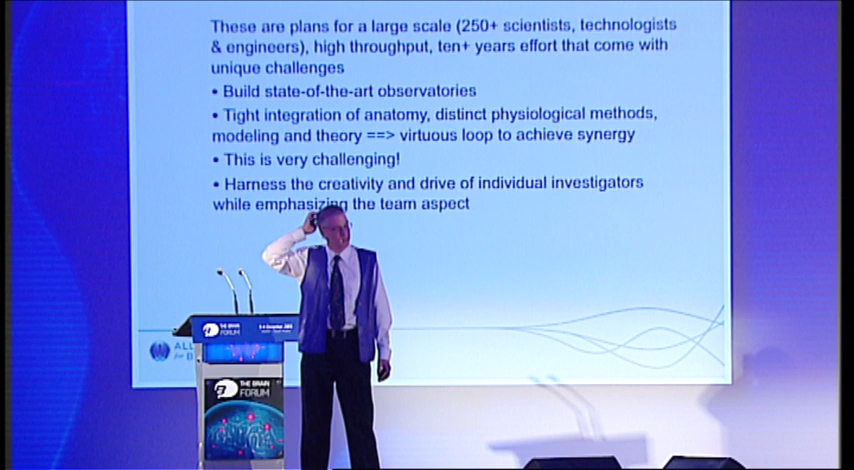 These are plans for a large scale (250+ scientists, technologists
& engineers), high throughput, ten+ years effort that come with
unique challenges
• Build state-of-the-art observatories
• Tight integration of anatomy, distinct physiological methods,
modeling and theory ==> virtuous loop to achieve synergy
• This is very challenging!
• Harness the creativity and drive of individual investigators
while emphasizing the team aspect
THE BRAIN
FORUM
ALL
for B
THE BRAIN
FORUM